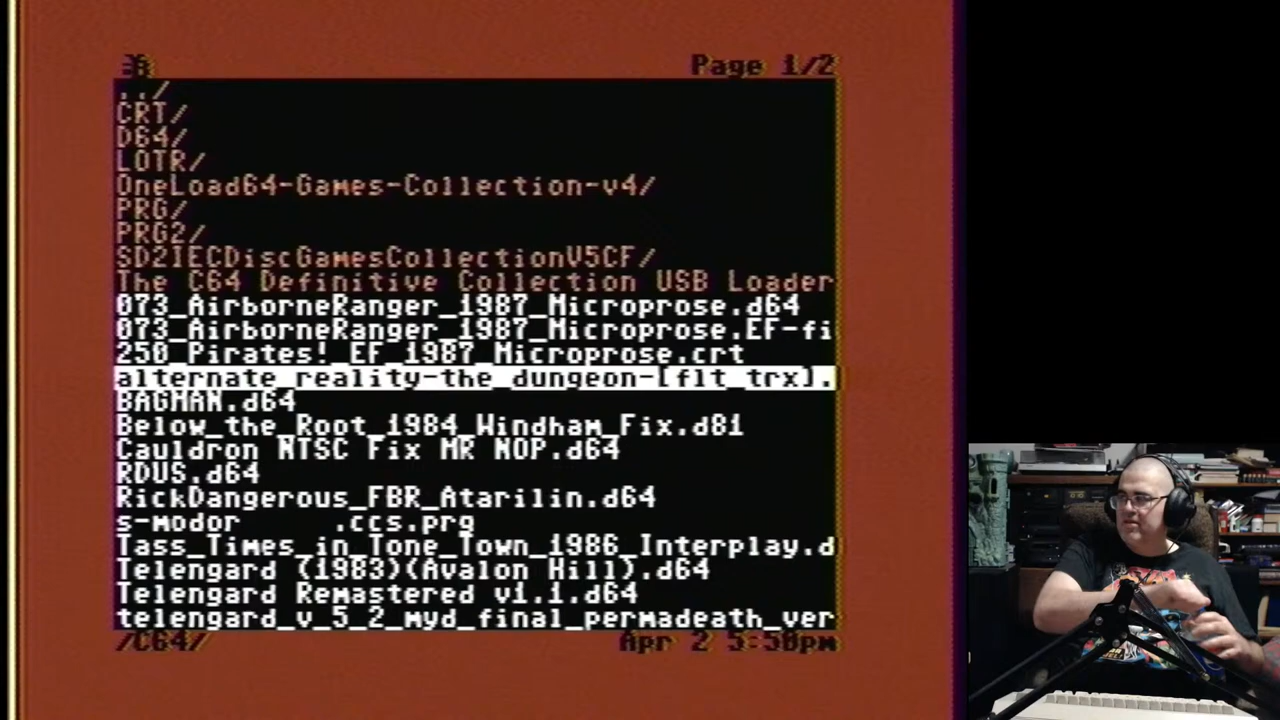 Page 1/2
../
CRT/
D64/
LOTR/
OneLoad64-Games-Collection-v4/
PRG/
PRG2/
SD2IECDiscGamesCollectionV5CF/
The C64 Definitive Collection USB Loader
073_AirborneRanger_1987_Microprose.d64
073_AirborneRanger_1987_Microprose.EF-fi
250_Pirates!_EF_1987_Microprose.crt
alternate_reality-the_dungeon-[flt_trx].
BAGMAN.d64
Below_the_Root_1984_Windham_Fix.d81
Cauldron NTSC Fix MR NOP.d64
RDUS.d64
RickDangerous_FBR_Atarilin.d64
s-modor .ccs.prg
Tass_Times_in_Tone_Town_1986_Interplay.d
Telengard (1983)(Avalon Hill).d64
Telengard Remastered v1.1.d64
telengard_v_5_2_myd_final_permadeath_ver
/C64/ Apr 2 5:50pm